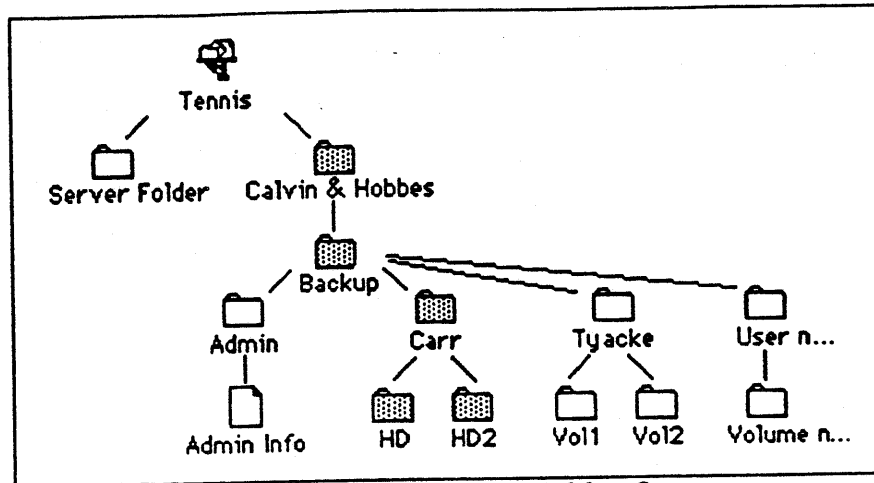 Tennis
Server Folder
Calvin & Hobbes
Backup
Admin
Carr
Tyacke
User n...
Admin Info
HD
HD2
Vol1
Vol2
Volume n...